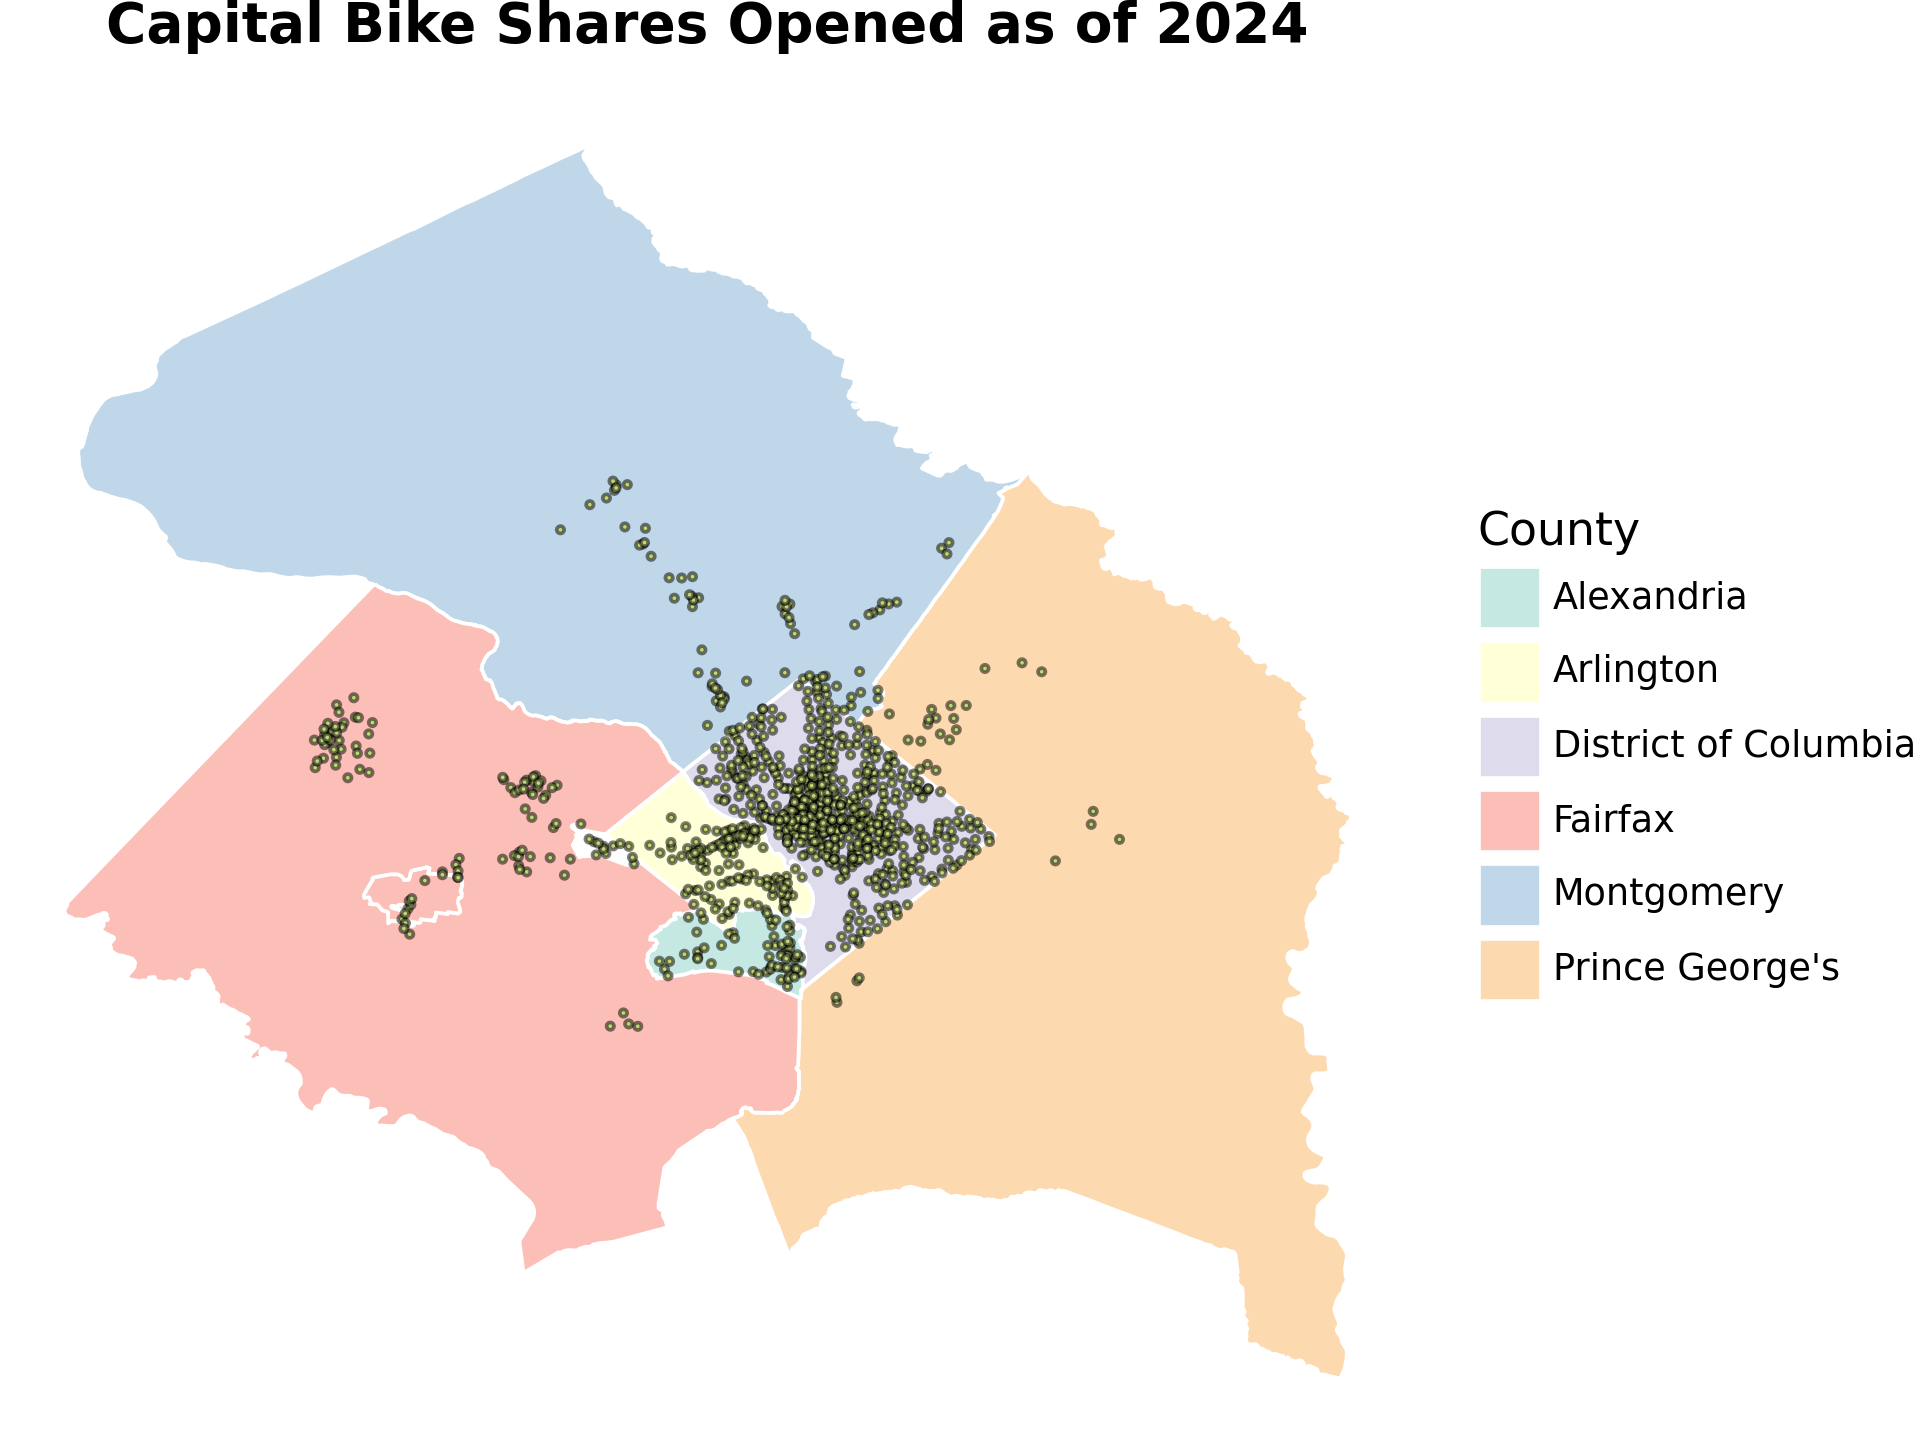 Capital Bike Shares Opened as of 2024
County
Alexandria
Arlington
District of Columbia
Fairfax
Montgomery
Prince George's